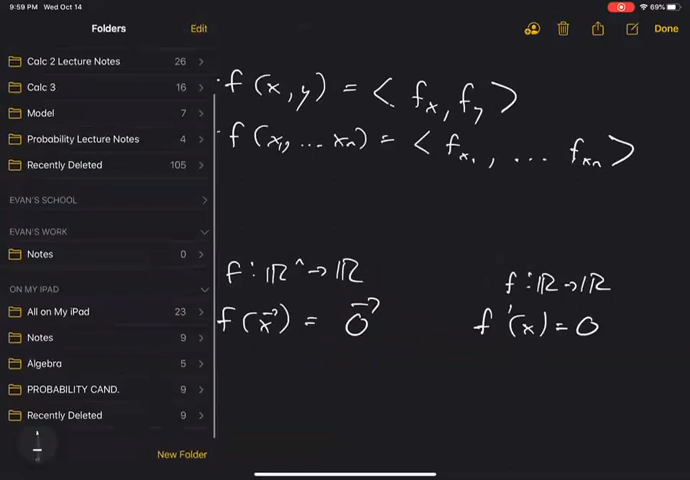 9:59 PM Wed Oct 14
69%
Folders
Edit
Done
Calc 2 Lecture Notes 26
Calc 3 16
Model 7
Probability Lecture Notes 4
Recently Deleted 105
EVAN'S SCHOOL
EVAN'S WORK
Notes 0
ON MY IPAD
All on My iPad 23
Notes 9
Algebra 5
PROBABILITY CAND. 9
Recently Deleted 9
New Folder
f(x,y) = < fx, fy >
f(x1, ... xn) = < fx1, ... fxn >
f: ℝ^n → ℝ
f(x⃗) = 0⃗
f: ℝ → ℝ
f'(x) = 0